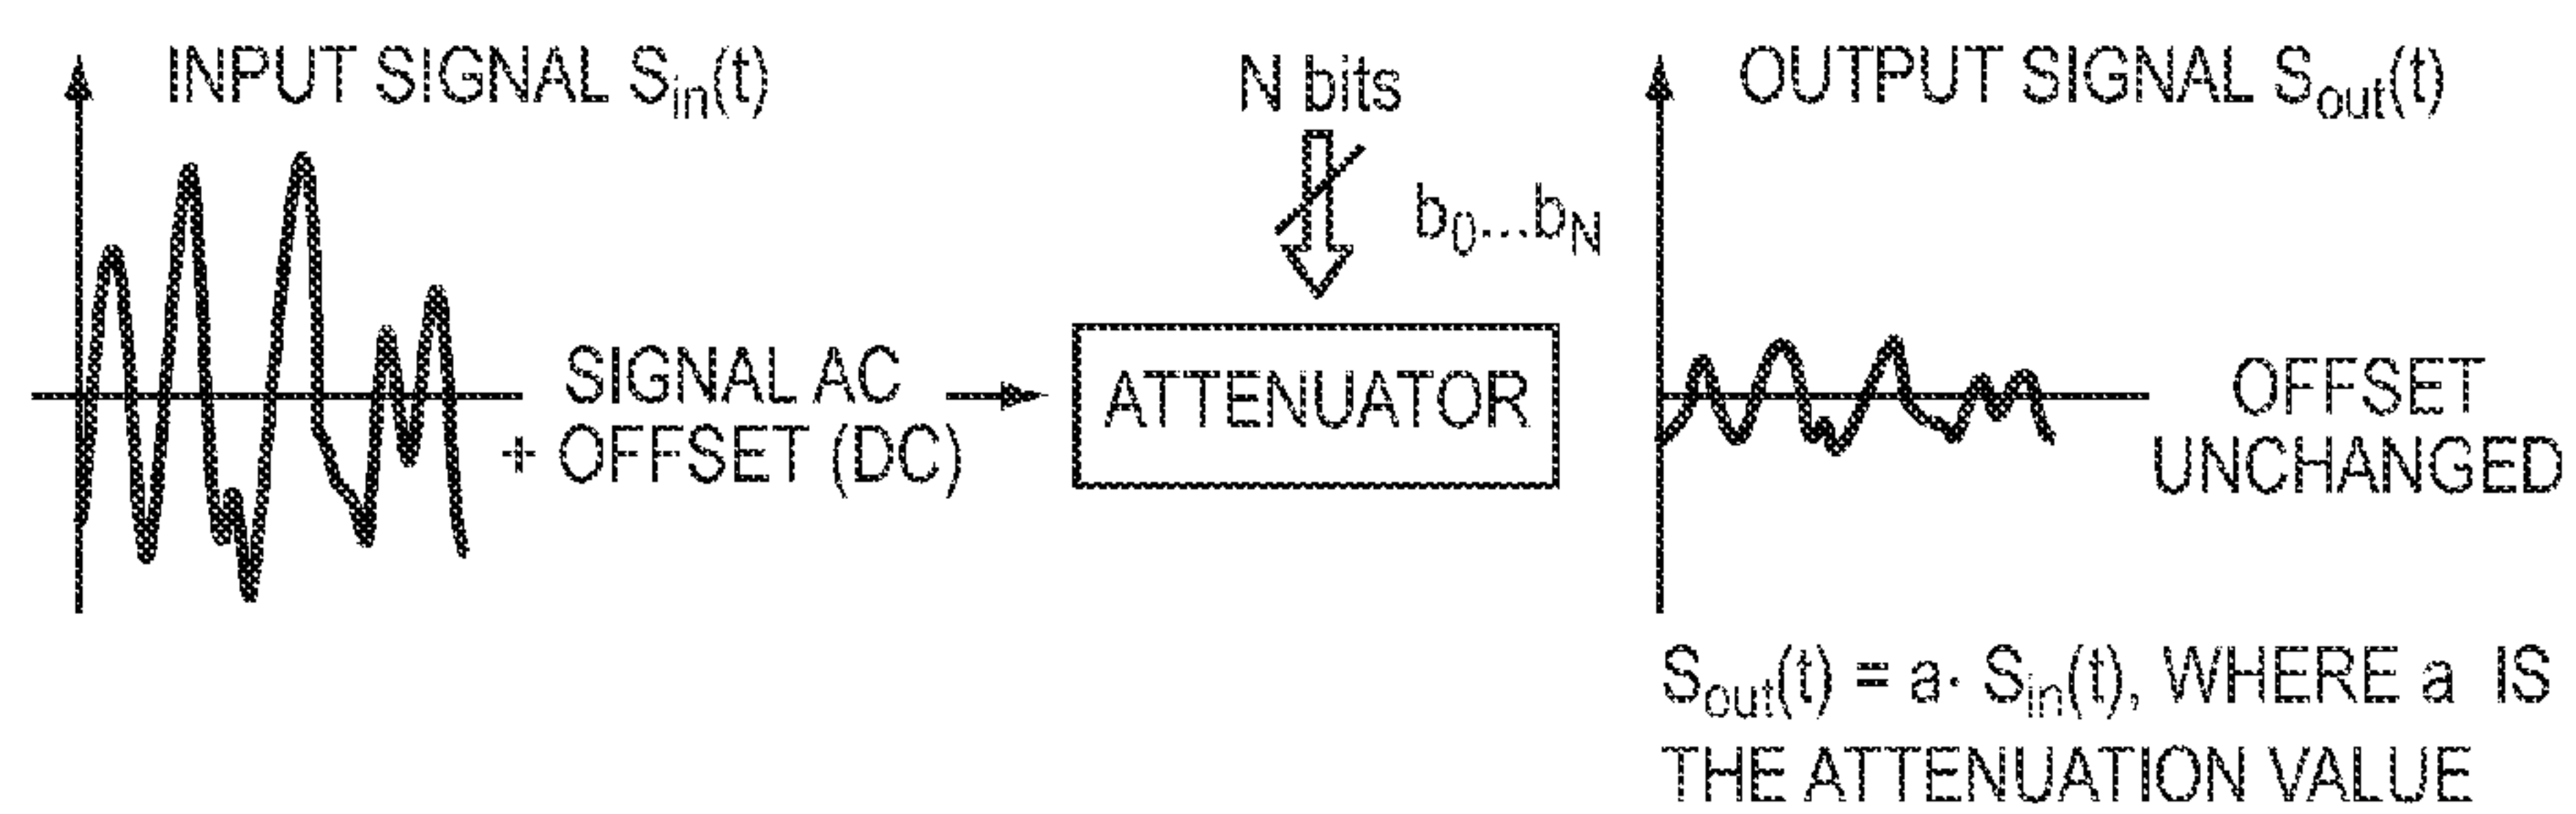 INPUT SIGNAL Sin(t)
N bits
b0...bN
OUTPUT SIGNAL Sout(t)
SIGNAL AC
+ OFFSET (DC)
ATTENUATOR
OFFSET
UNCHANGED
Sout(t) = a· Sin(t), WHERE a IS
THE ATTENUATION VALUE